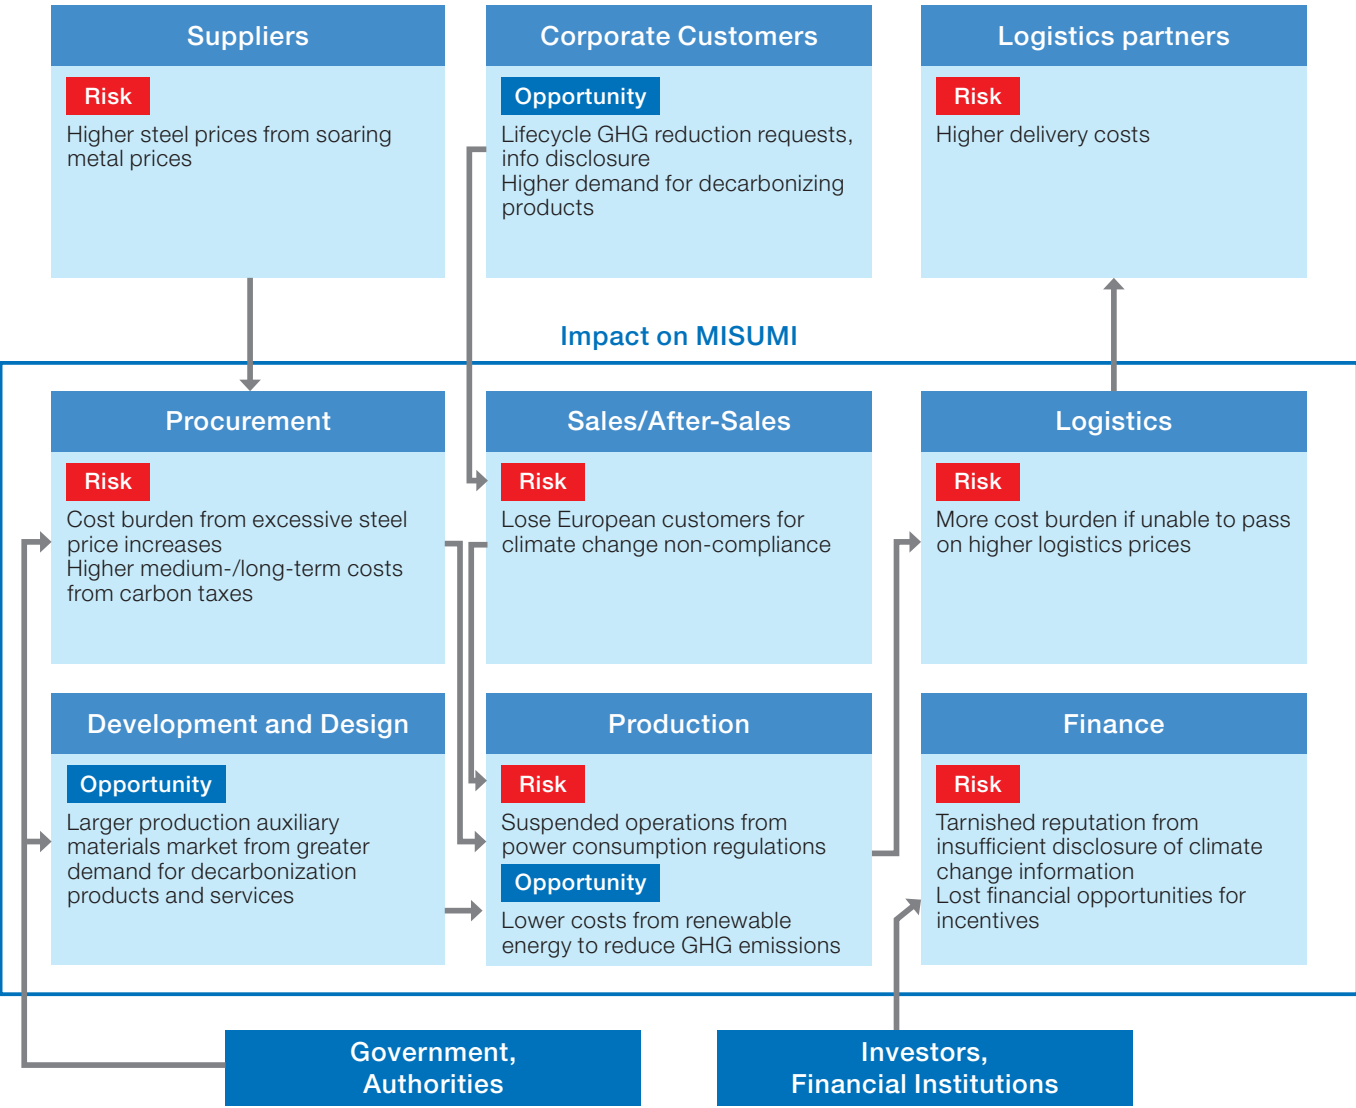 Suppliers
Risk
Higher steel prices from soaring
metal prices
Corporate Customers
Opportunity
Lifecycle GHG reduction requests,
info disclosure
Higher demand for decarbonizing
products
Logistics partners
Risk
Higher delivery costs
Impact on MISUMI
Procurement
Risk
Cost burden from excessive steel
price increases
Higher medium-/long-term costs
from carbon taxes
Sales/After-Sales
Risk
Lose European customers for
climate change non-compliance
Logistics
Risk
More cost burden if unable to pass
on higher logistics prices
Development and Design
Opportunity
Larger production auxiliary
materials market from greater
demand for decarbonization
products and services
Production
Risk
Suspended operations from
power consumption regulations
Opportunity
Lower costs from renewable
energy to reduce GHG emissions
Finance
Risk
Tarnished reputation from
insufficient disclosure of climate
change information
Lost financial opportunities for
incentives
Government,
Authorities
Investors,
Financial Institutions